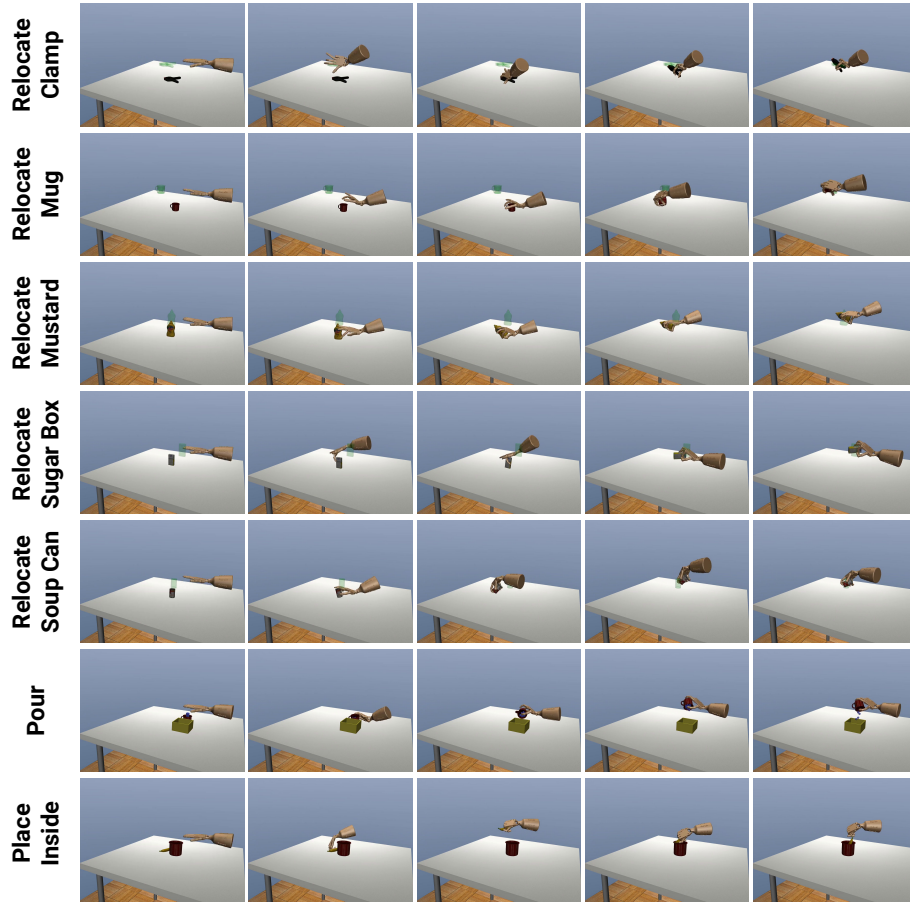 Relocate
Clamp
Relocate
Mug
Relocate
Mustard
Relocate
Sugar Box
Relocate
Soup Can
Pour
Place
Inside